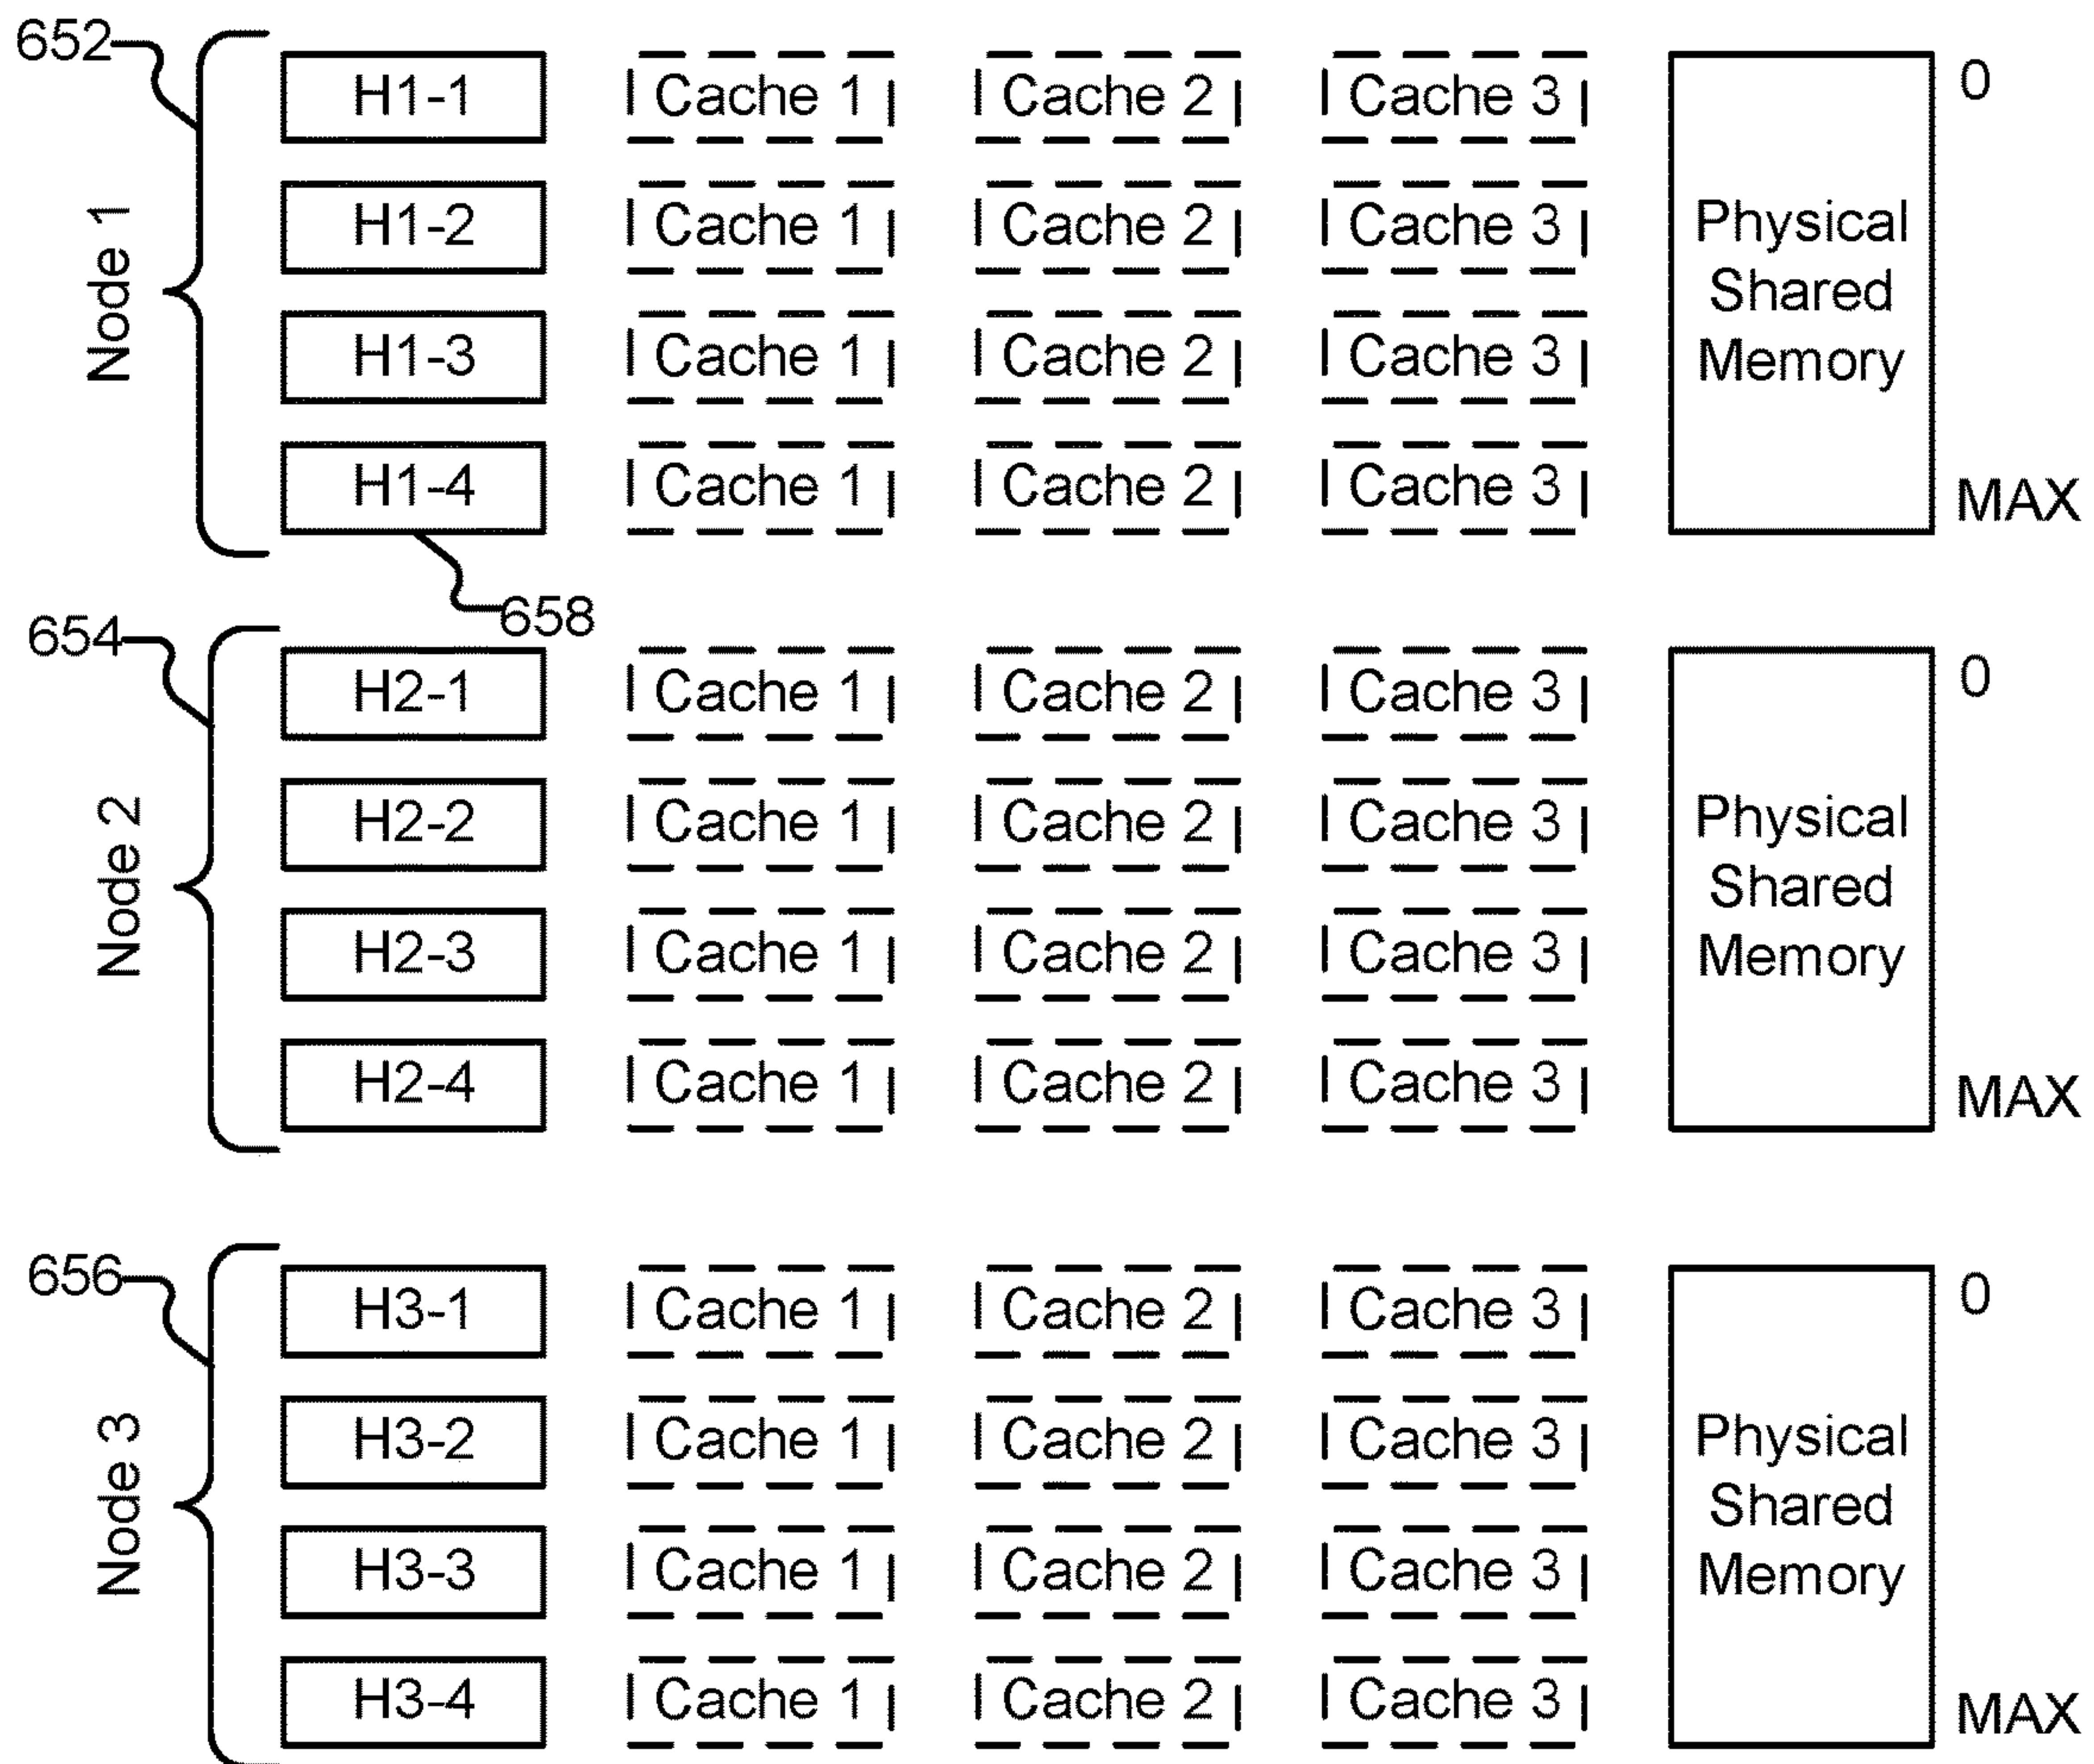 652
Node 1
H1-1 Cache 1 Cache 2 Cache 3
H1-2 Cache 1 Cache 2 Cache 3
H1-3 Cache 1 Cache 2 Cache 3
H1-4 Cache 1 Cache 2 Cache 3
658
Physical
Shared
Memory
0
MAX
654
Node 2
H2-1 Cache 1 Cache 2 Cache 3
H2-2 Cache 1 Cache 2 Cache 3
H2-3 Cache 1 Cache 2 Cache 3
H2-4 Cache 1 Cache 2 Cache 3
Physical
Shared
Memory
0
MAX
656
Node 3
H3-1 Cache 1 Cache 2 Cache 3
H3-2 Cache 1 Cache 2 Cache 3
H3-3 Cache 1 Cache 2 Cache 3
H3-4 Cache 1 Cache 2 Cache 3
Physical
Shared
Memory
0
MAX